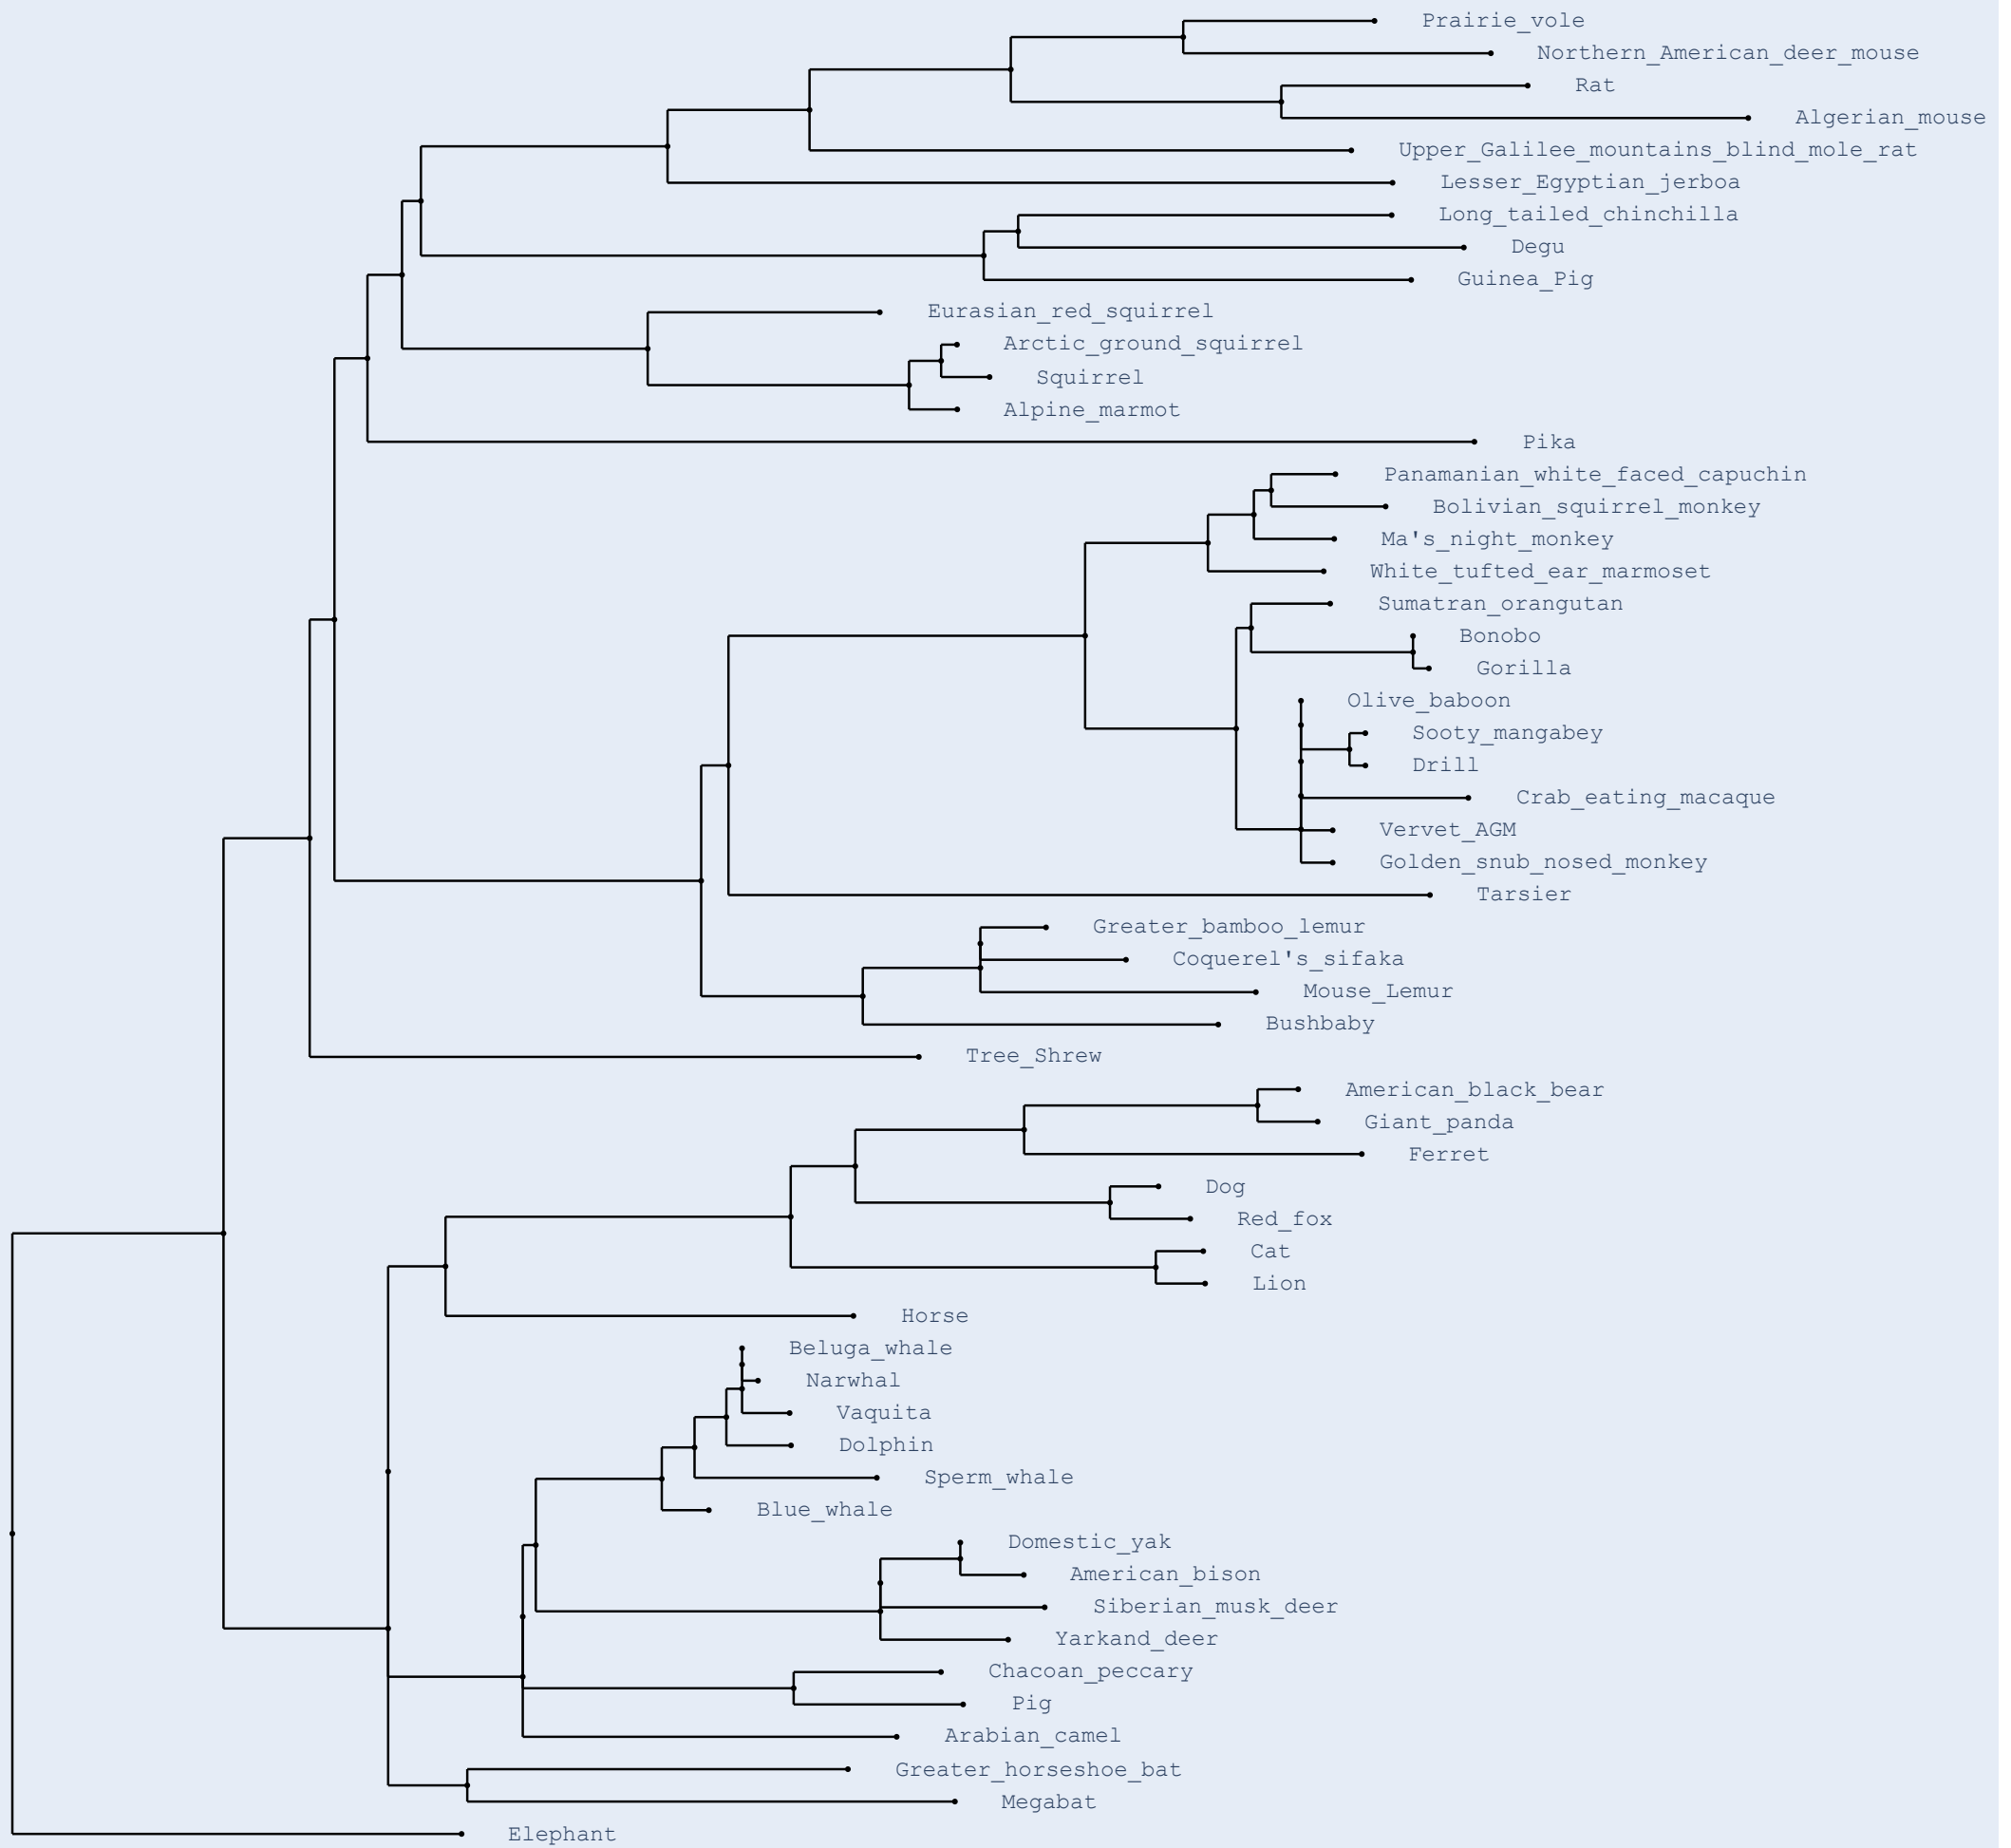 Prairie_vole
Northern_American_deer_mouse
Rat
Algerian_mouse
Upper_Galilee_mountains_blind_mole_rat
Lesser_Egyptian_jerboa
Long_tailed_chinchilla
Degu
Guinea_Pig
Eurasian_red_squirrel
Arctic_ground_squirrel
Squirrel
Alpine_marmot
Pika
Panamanian_white_faced_capuchin
Bolivian_squirrel_monkey
Ma's_night_monkey
White_tufted_ear_marmoset
Sumatran_orangutan
Bonobo
Gorilla
Olive_baboon
Sooty_mangabey
Drill
Crab_eating_macaque
Vervet_AGM
Golden_snub_nosed_monkey
Tarsier
Greater_bamboo_lemur
Coquerel's_sifaka
Mouse_Lemur
Bushbaby
Tree_Shrew
American_black_bear
Giant_panda
Ferret
Dog
Red_fox
Cat
Lion
Horse
Beluga_whale
Narwhal
Vaquita
Dolphin
Sperm_whale
Blue_whale
Domestic_yak
American_bison
Siberian_musk_deer
Yarkand_deer
Chacoan_peccary
Pig
Arabian_camel
Greater_horseshoe_bat
Megabat
Elephant